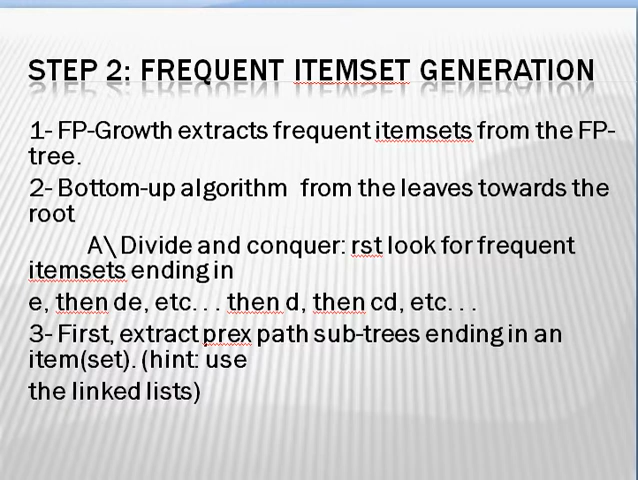 STEP 2: FREQUENT ITEMSET GENERATION
1- FP-Growth extracts frequent itemsets from the FP-
tree.
2- Bottom-up algorithm from the leaves towards the
root
A\ Divide and conquer: rst look for frequent
itemsets ending in
e, then de, etc. . . then d, then cd, etc. . .
3- First, extract prex path sub-trees ending in an
item(set). (hint: use
the linked lists)